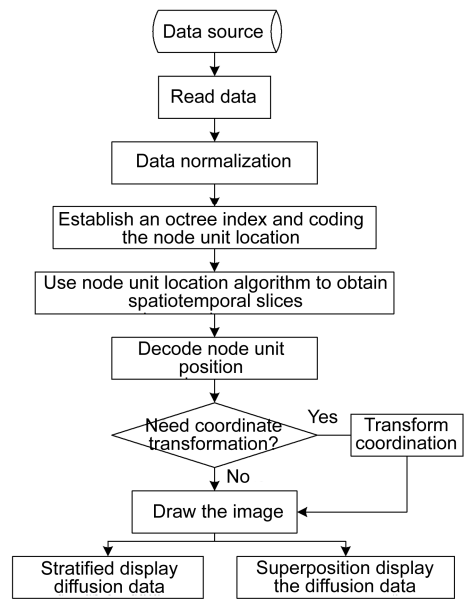 Data source
Read data
Data normalization
Establish an octree index and coding
the node unit location
Use node unit location algorithm to obtain
spatiotemporal slices
Decode node unit
position
Need coordinate
transformation?
Yes
Transform
coordination
No
Draw the image
Stratified display
diffusion data
Superposition display
the diffusion data